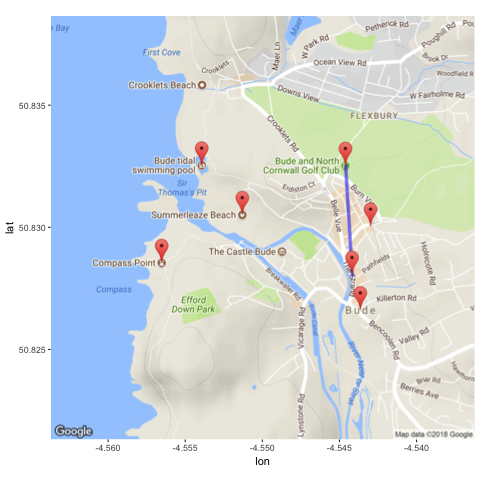 e Bay
First Cove
Maer Ln
Maer
W Park Rd
Petherick Rd
Poughill Rd
Ocean View Rd
Brook Dr
Crooklets
Crooklets Beach
Woodfield R
W Fairholme Rd
Downs View
FLEXBURY
Crooklets Rd
Bude tidal
swimming pool
Bude and North
Cornwall Golf Club
Sir
Thomas's Pit
Erdiston Ct
Burn V
Belle Vue
Summerleaze Beach
The Castle Bude
Compass Point
Pathfields
Holnicote Rd
Compass
Breakwater Rd
Efford
Down Park
Killerton Rd
Bude
Vicarage Rd
Bencoolen Rd
Valley Rd
Briar Rd
Hawthorn
Berries Ave
Lynstone Rd
Google
Map data ©2018 Google
50.835
50.830
50.825
lat
-4.560
-4.555
-4.550
-4.545
-4.540
lon